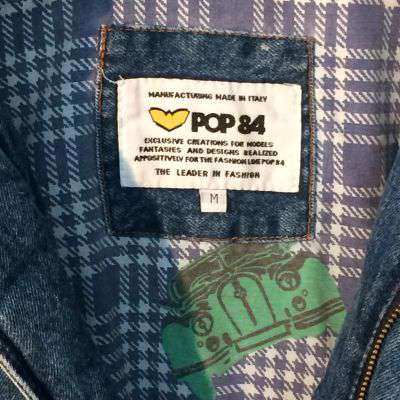 MANUFACTURING MADE IN ITALY
POP 84
EXCLUSIVE CREATIONS FOR MODELS
FANTASIES AND DESIGNS REALIZED
APPOSITIVELY FOR THE FASHION LINE POP 84
THE LEADER IN FASHION
M